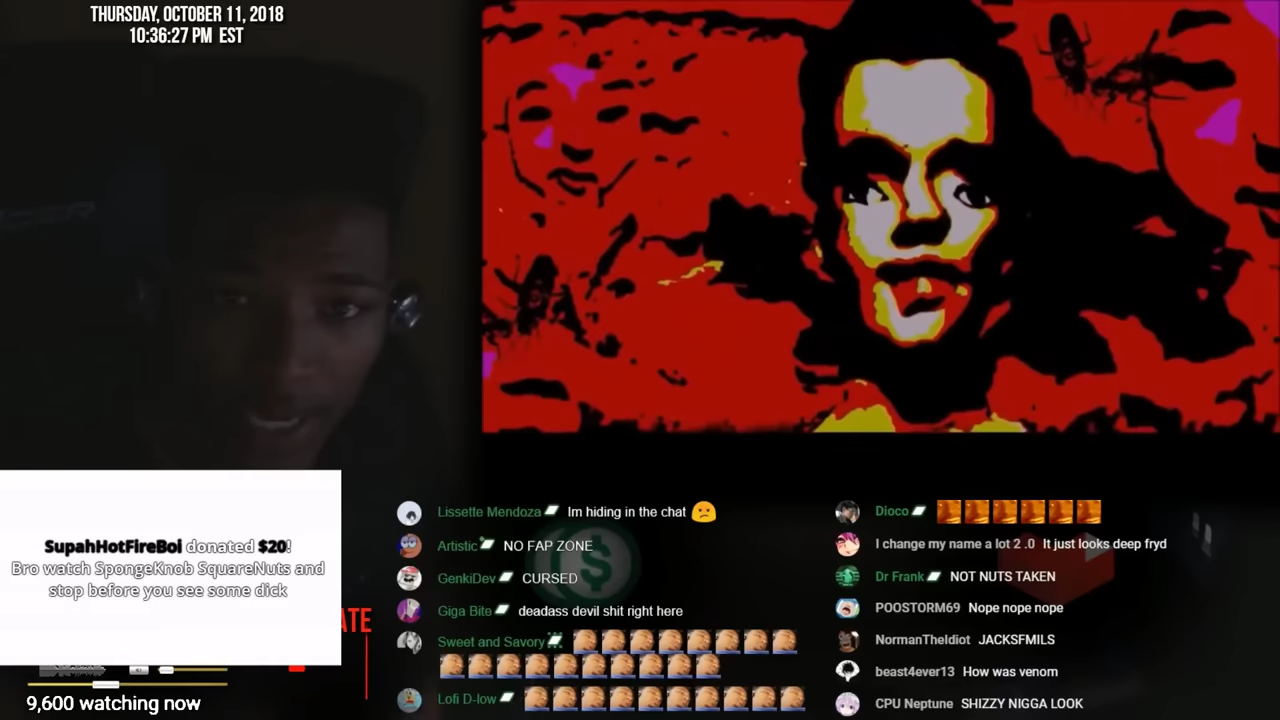 THURSDAY, OCTOBER 11, 2018
10:36:27 PM EST
SupahHotFireBoi donated $20!
Bro watch SpongeKnob SquareNuts and
stop before you see some dick
ATE
9,600 watching now
Lissette Mendoza Im hiding in the chat
Artistic NO FAP ZONE
GenkiDev CURSED
Giga Bite deadass devil shit right here
Sweet and Savory
Lofi D-low
$
Dioco
I change my name a lot 2 .0 It just looks deep fryd
Dr Frank NOT NUTS TAKEN
POOSTORM69 Nope nope nope
NormanTheIdiot JACKSFMILS
beast4ever13 How was venom
CPU Neptune SHIZZY NIGGA LOOK